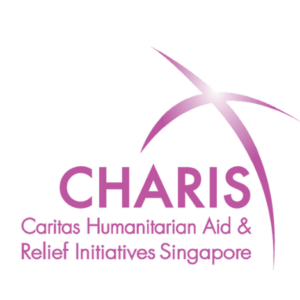 CHARIS
Caritas Humanitarian Aid &
Relief Initiatives Singapore